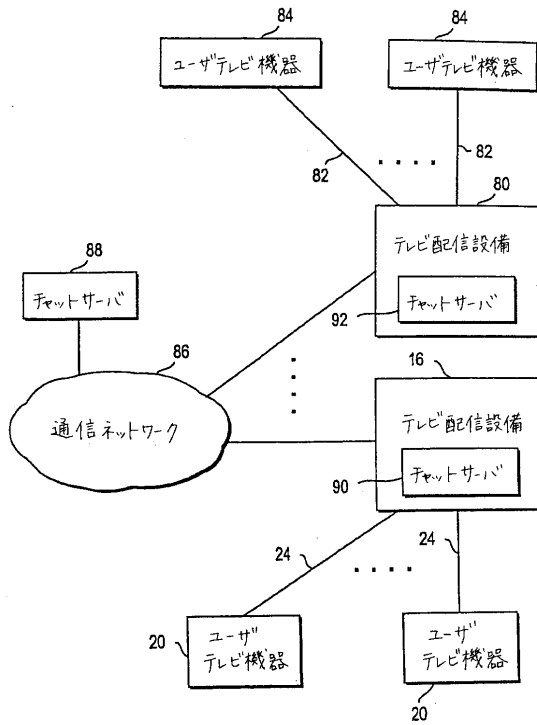 84
84
ユーザテレビ機器
ユーザテレビ機器
82
82
80
テレビ配信設備
88
チャットサーバ
チャットサーバ
92
86
16
通信ネットワーク
テレビ配信設備
チャットサーバ
90
24
24
ユーザ
テレビ機器
20
ユーザ
テレビ機器
20